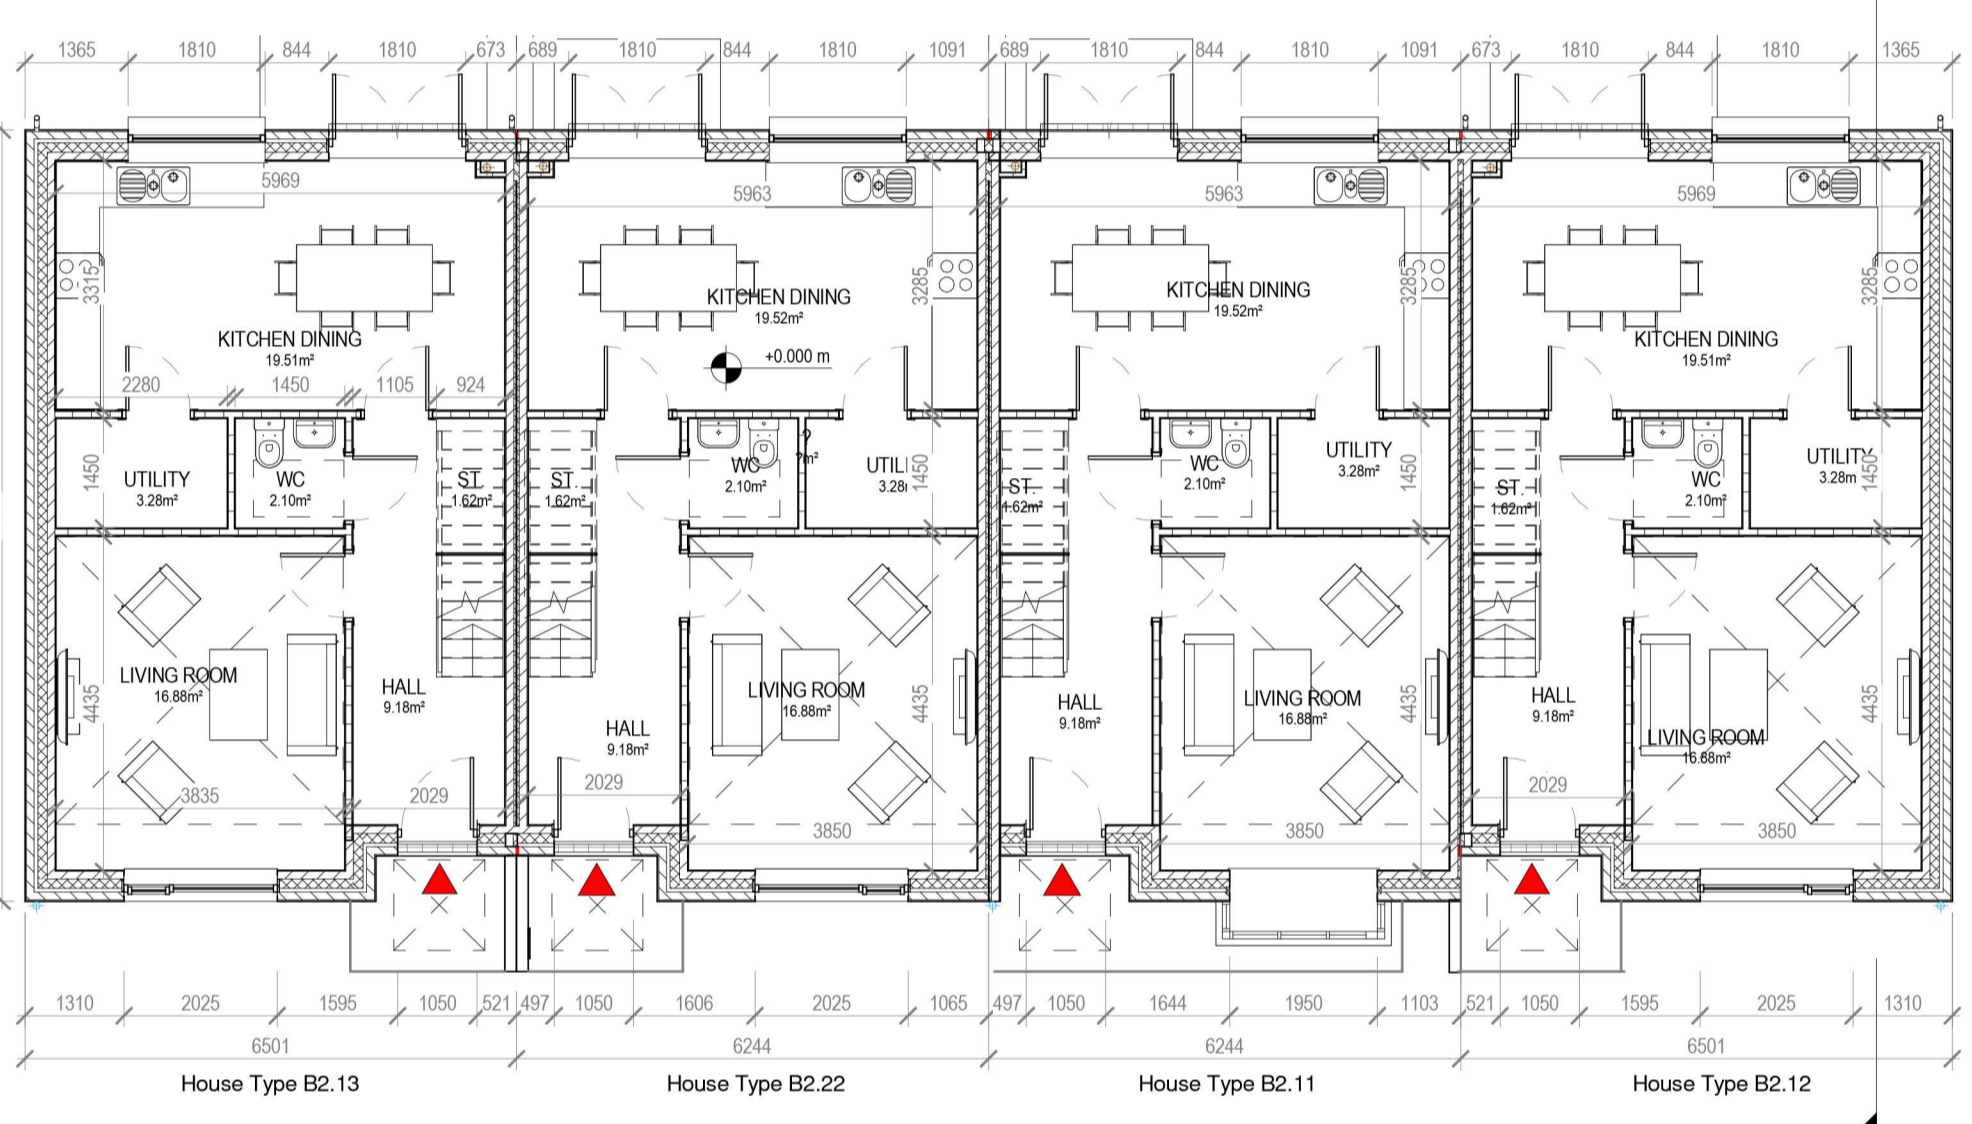 1365 1810 844 1810 673 689 1810 844 1810 1091 689 1810 844 1810 1091 673 1810 844 1810 1365
5969 5963 5963 5969
3315 3285 3285 3285
KITCHEN DINING
19.51m²
KITCHEN DINING
19.52m²
+0.000 m
KITCHEN DINING
19.52m²
KITCHEN DINING
19.51m²
2280 1450 1105 924
1450
UTILITY
3.28m²
WC
2.10m²
ST.
1.62m²
ST.
1.62m²
WC
2.10m²
?
?m²
UTILI
3.28
1450
ST.
1.62m²
WC
2.10m²
UTILITY
3.28m²
1450
ST.
1.62m²
WC
2.10m²
UTILITY
3.28m
1450
LIVING ROOM
16.88m²
4435
HALL
9.18m²
HALL
9.18m²
LIVING ROOM
16.88m²
4435
HALL
9.18m²
LIVING ROOM
16.88m²
4435
HALL
9.18m²
LIVING ROOM
16.88m²
4435
3835 2029 2029 3850 3850 2029 3850
1310 2025 1595 1050 521 497 1050 1606 2025 1065 497 1050 1644 1950 1103 521 1050 1595 2025 1310
6501 6244 6244 6501
House Type B2.13 House Type B2.22 House Type B2.11 House Type B2.12